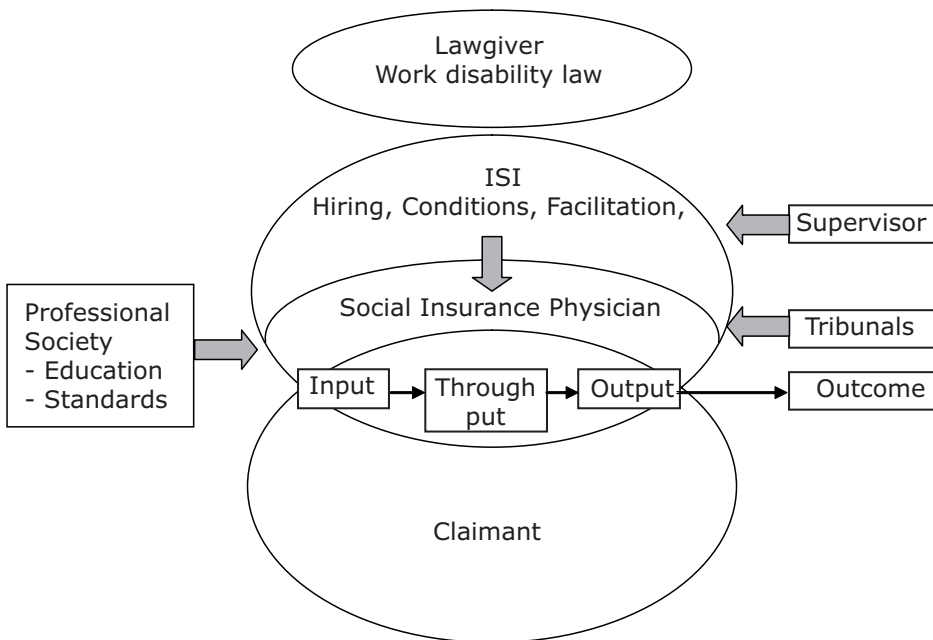 Lawgiver
Work disability law
ISI
Hiring, Conditions, Facilitation,
Supervisor
Social Insurance Physician
Tribunals
Professional
Society
- Education
- Standards
Input
Through
put
Output
Outcome
Claimant